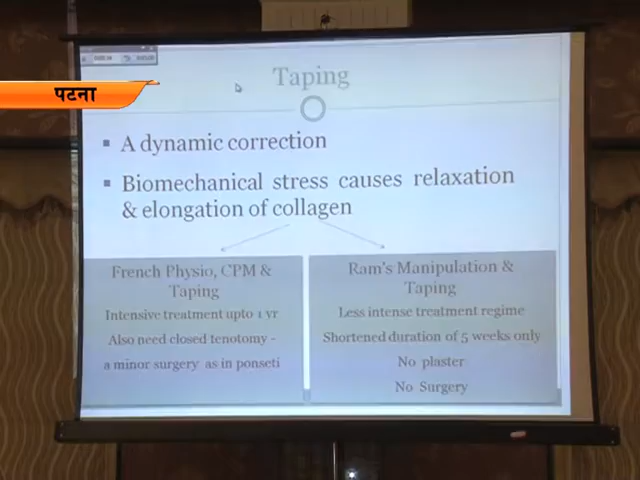 Taping
पटना
▪ A dynamic correction
▪ Biomechanical stress causes relaxation
& elongation of collagen
French Physio, CPM &
Taping
Intensive treatment upto 1 yr
Also need closed tenotomy -
a minor surgery as in ponseti
Ram's Manipulation &
Taping
Less intense treatment regime
Shortened duration of 5 weeks only
No plaster
No Surgery